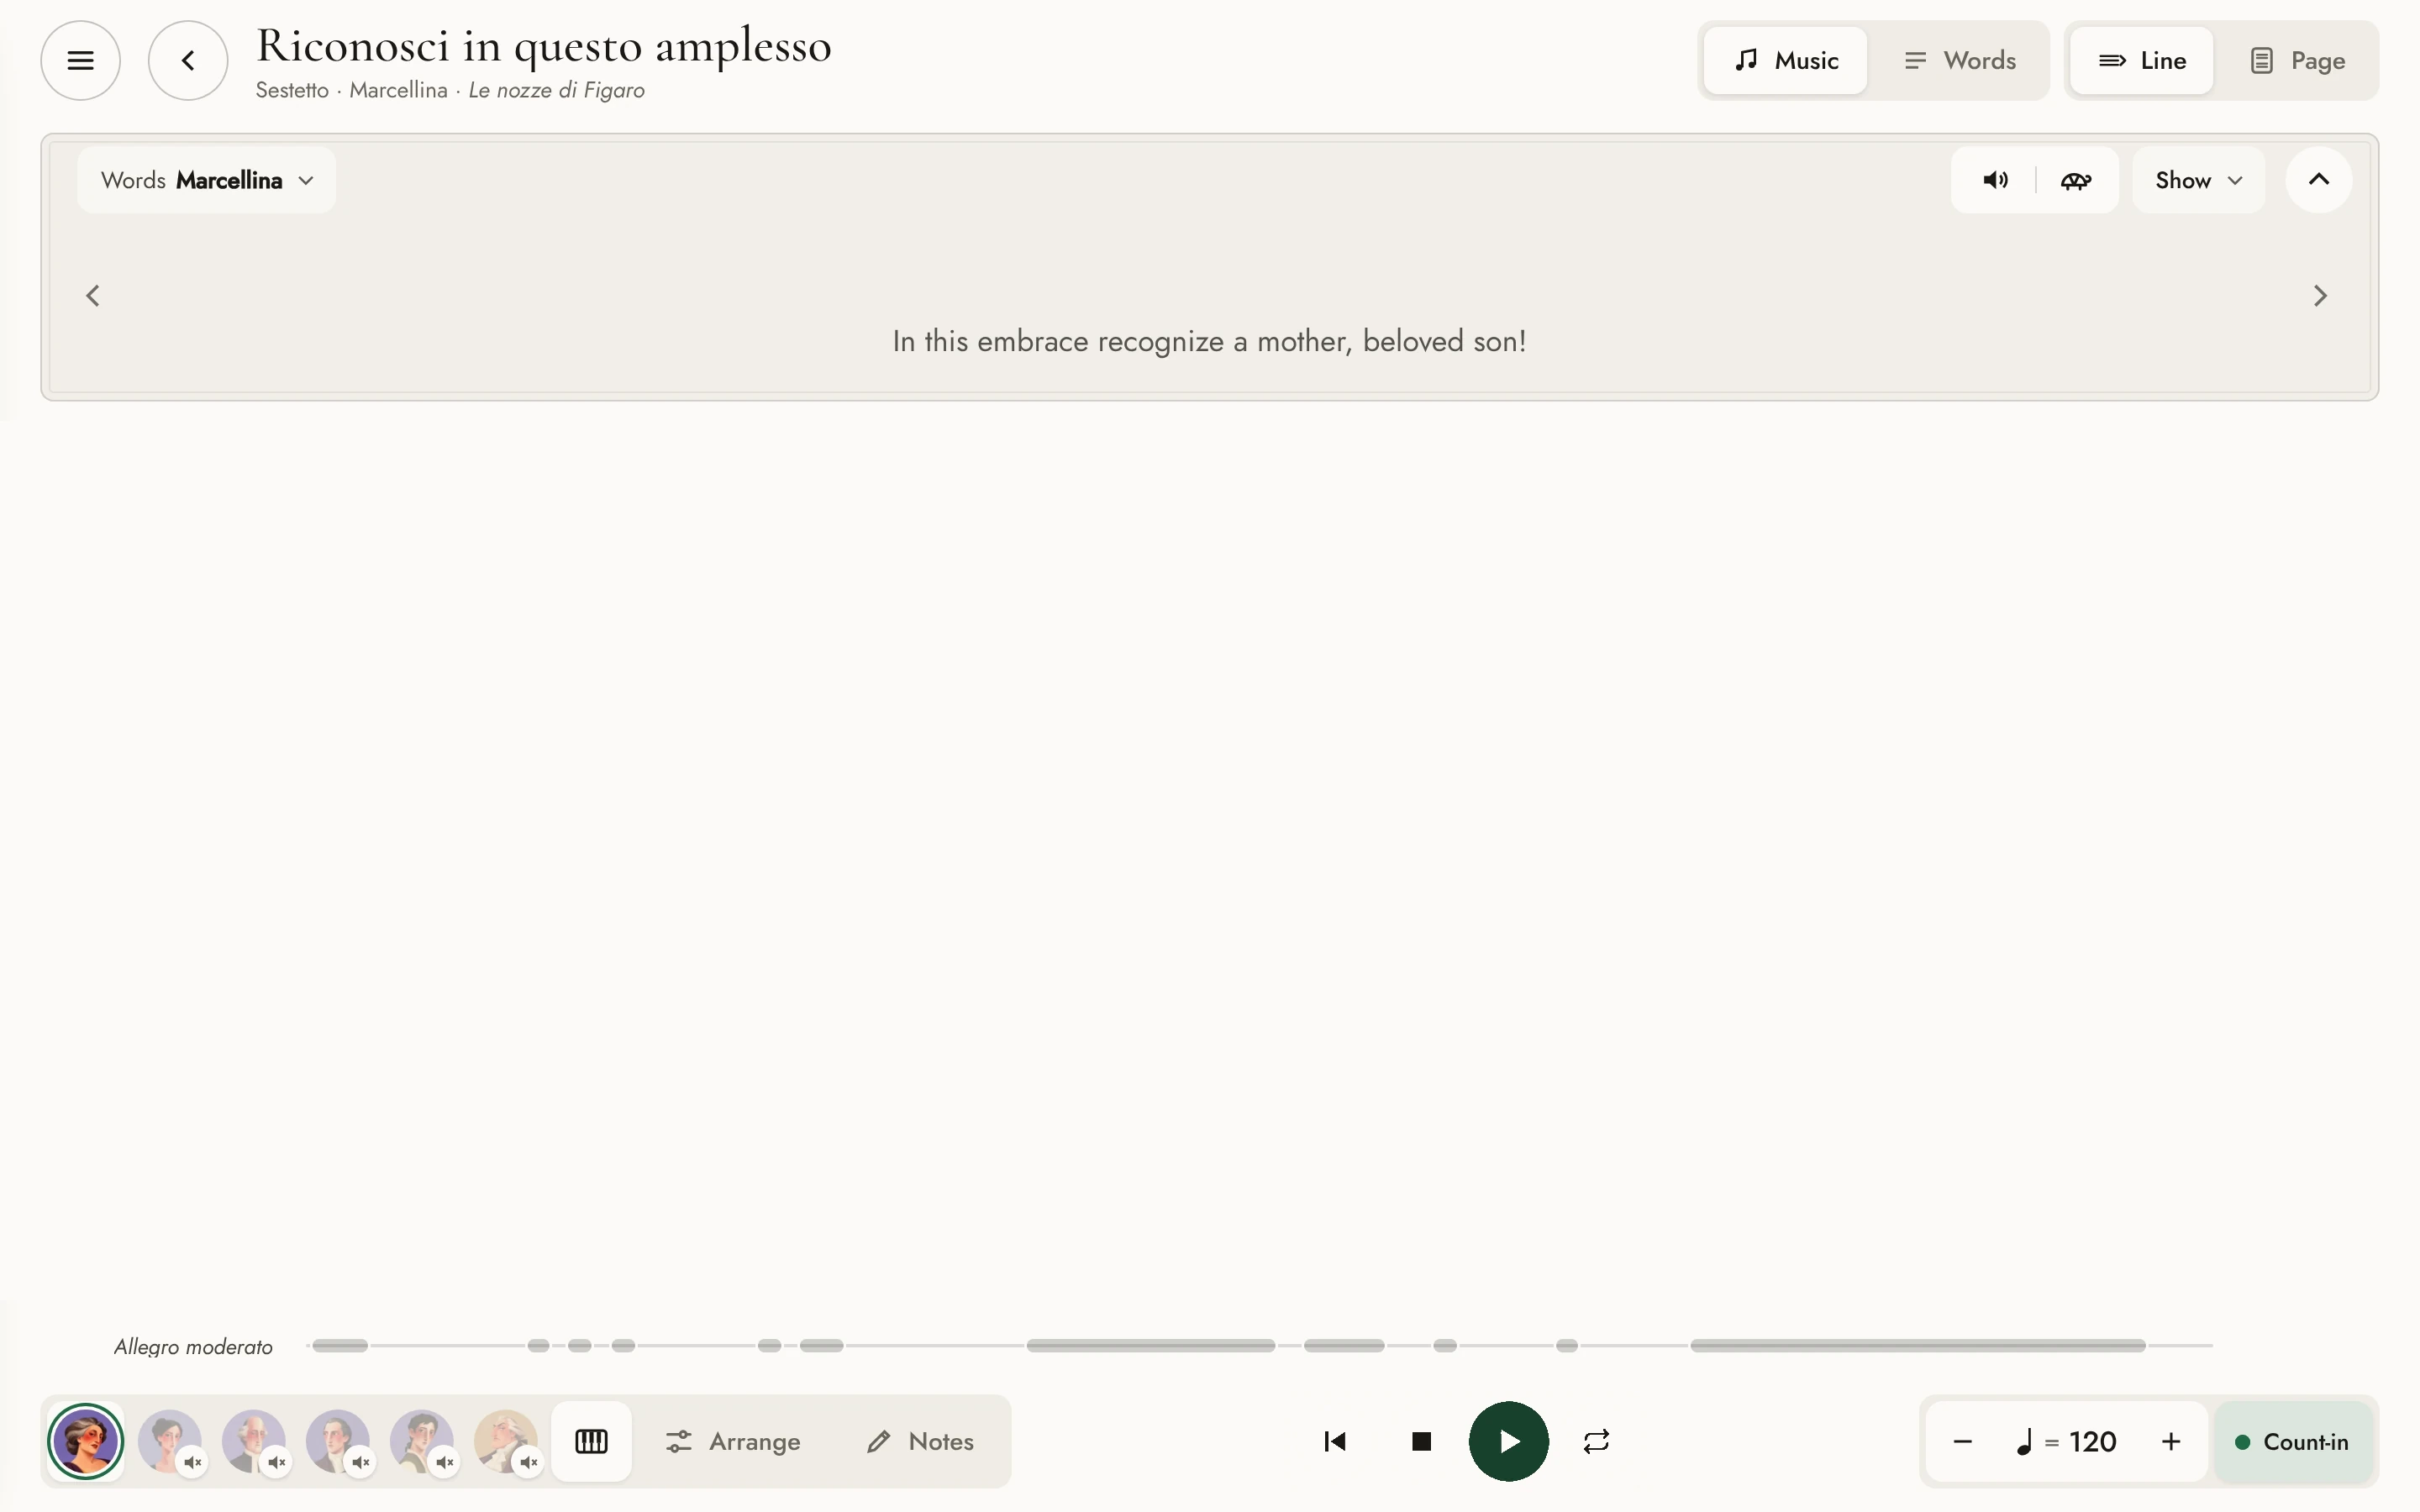 Riconosci in questo amplesso
Sestetto · Marcellina · Le nozze di Figaro
Music
Words
Line
Page
Words Marcellina
Show
In this embrace recognize a mother, beloved son!
Allegro moderato
Arrange
Notes
♩ = 120
Count-in